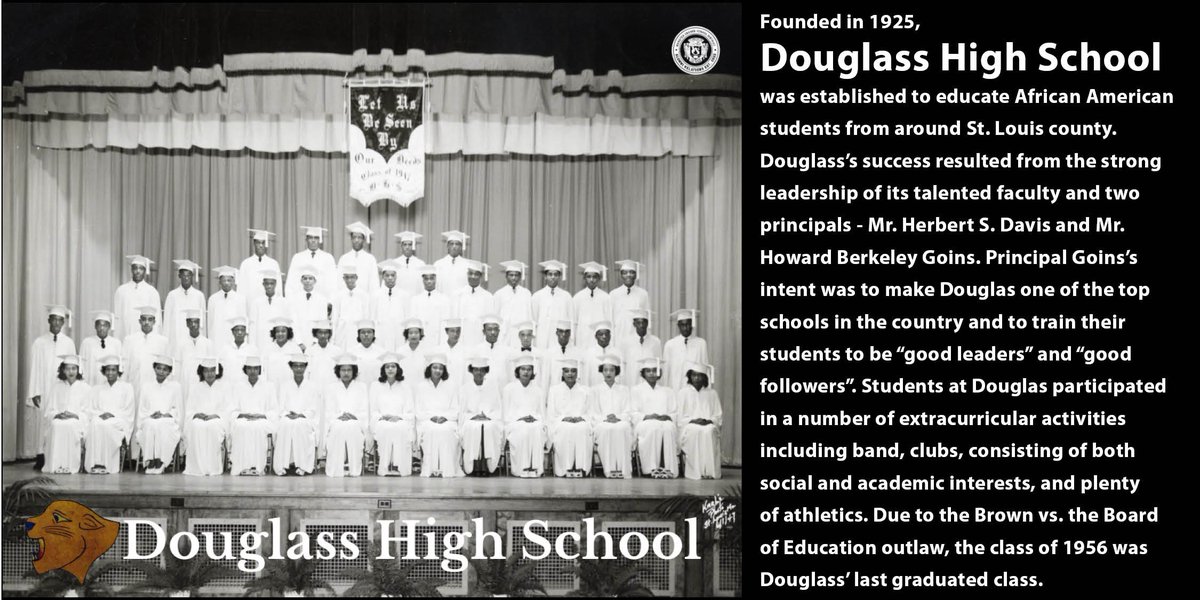 Let Us
Be Seen
By
Our Deeds
Class of 1947
D-H-S
Douglass High School
Founded in 1925,
Douglass High School
was established to educate African American
students from around St. Louis county.
Douglass’s success resulted from the strong
leadership of its talented faculty and two
principals - Mr. Herbert S. Davis and Mr.
Howard Berkeley Goins. Principal Goins’s
intent was to make Douglas one of the top
schools in the country and to train their
students to be “good leaders” and “good
followers”. Students at Douglas participated
in a number of extracurricular activities
including band, clubs, consisting of both
social and academic interests, and plenty
of athletics. Due to the Brown vs. the Board
of Education outlaw, the class of 1956 was
Douglass’ last graduated class.